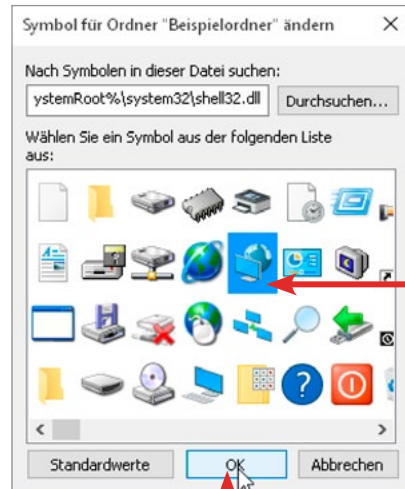 Symbol für Ordner "Beispielordner" ändern
Nach Symbolen in dieser Datei suchen:
ystemRoot%\system32\shell32.dll
Durchsuchen...
Wählen Sie ein Symbol aus der folgenden Liste
aus:
Standardwerte
OK
Abbrechen